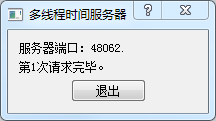 多线程时间服务器
服务器端口：48062.
第1次请求完毕。
退出